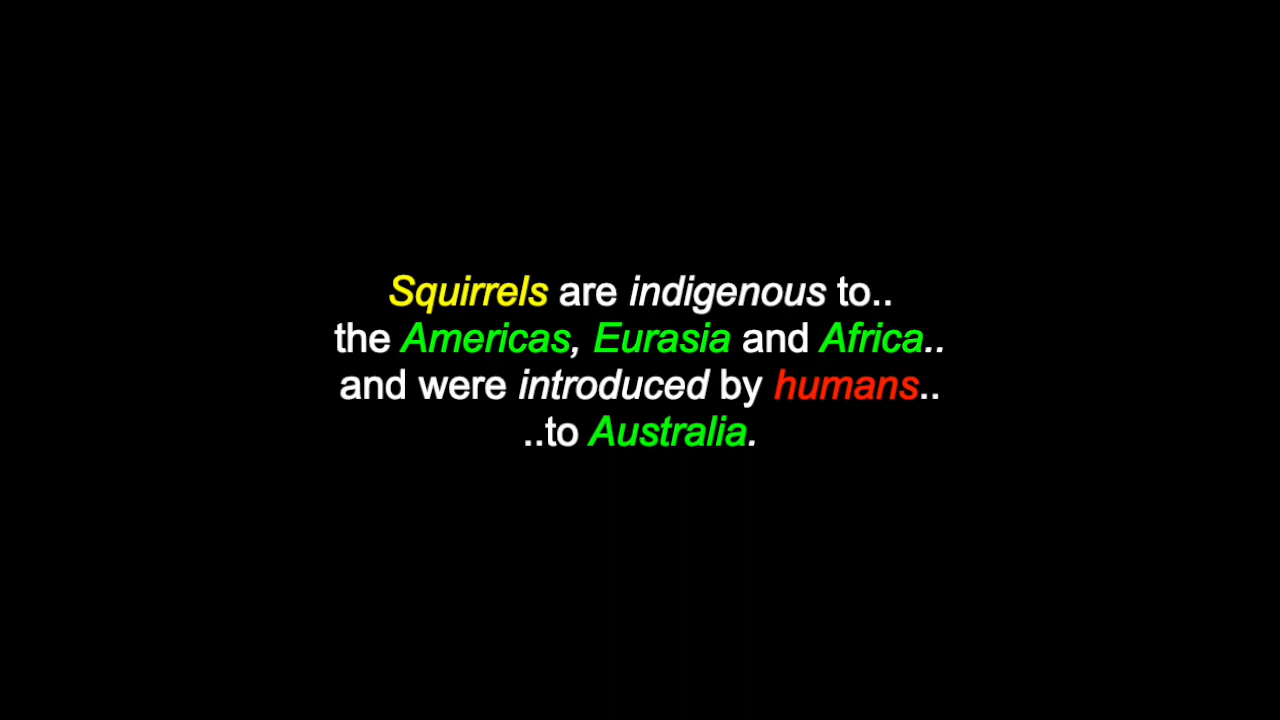 Squirrels are indigenous to..
the Americas, Eurasia and Africa..
and were introduced by humans..
..to Australia.